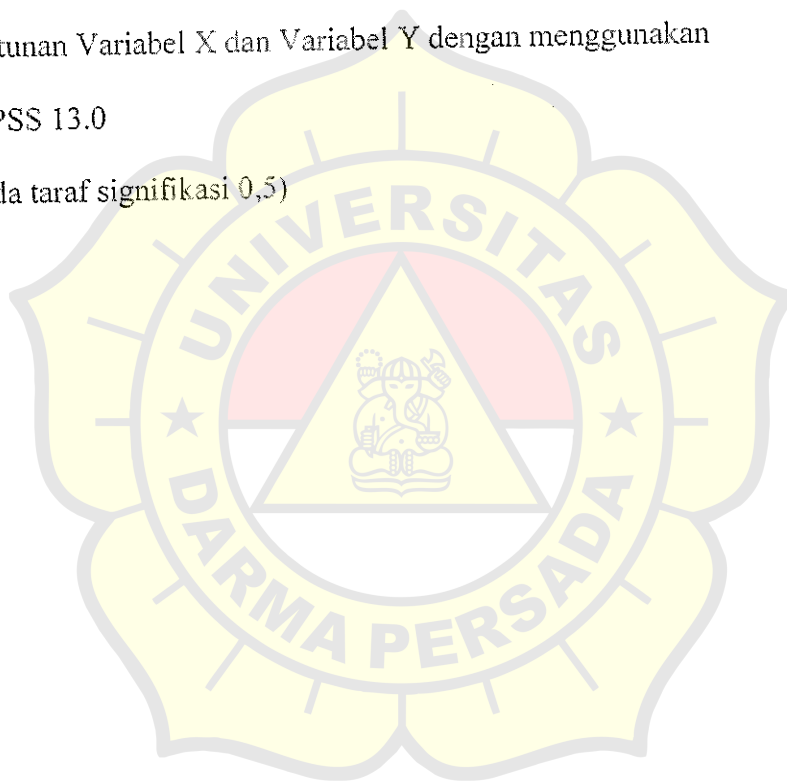 tunan Variabel X dan Variabel Y dengan menggunakan
PSS 13.0
da taraf signifikasi 0,5)
UNIVERSITAS
DARMA PERSADA